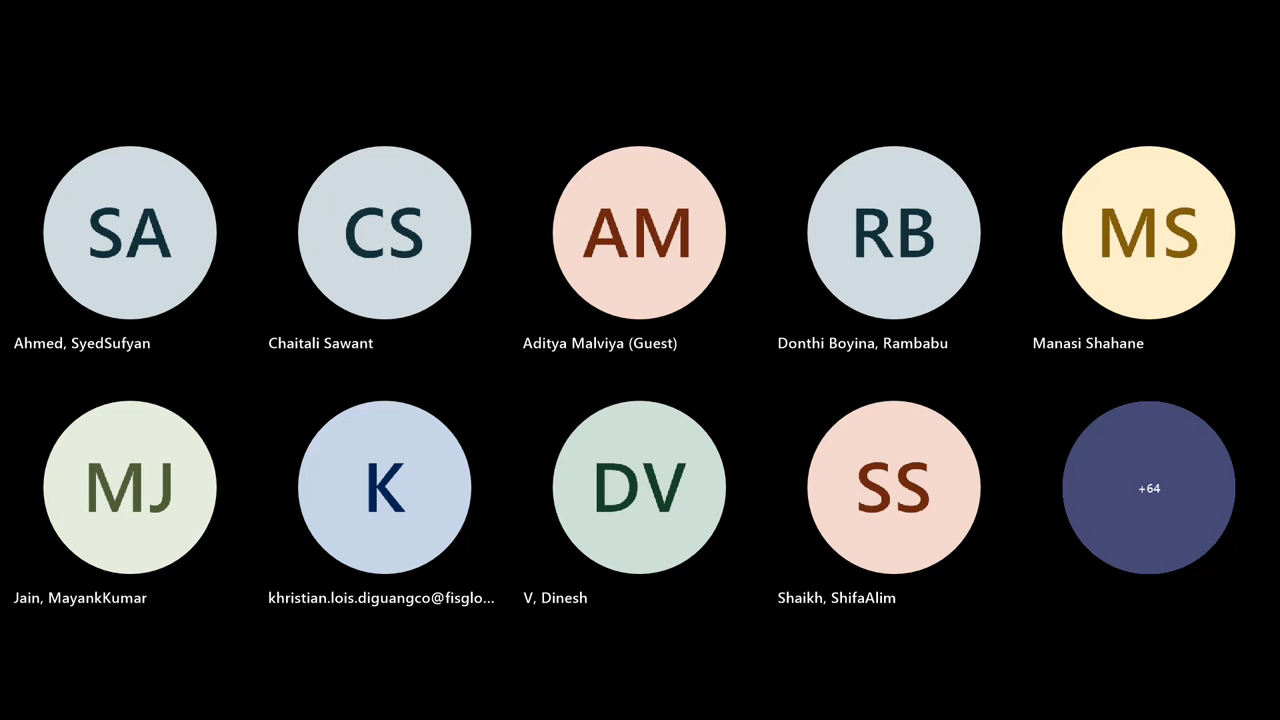 SA
CS
AM
RB
MS
Ahmed, SyedSufyan
Chaitali Sawant
Aditya Malviya (Guest)
Donthi Boyina, Rambabu
Manasi Shahane
MJ
K
DV
SS
+64
Jain, MayankKumar
khristian.lois.diguangco@fisglo...
V, Dinesh
Shaikh, ShifaAlim